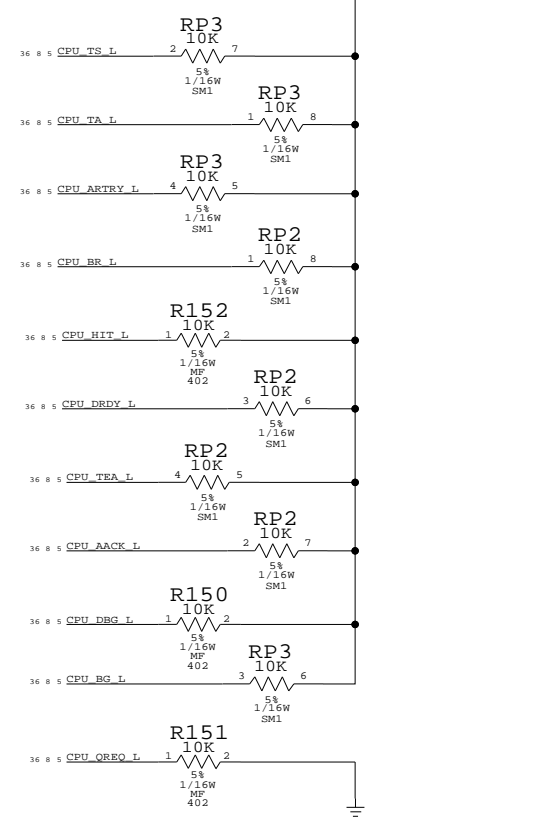 RP3
10K
36 8 5 CPU_TS_L 2 7
5%
1/16W
SM1
RP3
10K
36 8 5 CPU_TA_L 1 8
5%
1/16W
SM1
RP3
10K
36 8 5 CPU_ARTRY_L 4 5
5%
1/16W
SM1
RP2
10K
36 8 5 CPU_BR_L 1 8
5%
1/16W
SM1
R152
10K
36 8 5 CPU_HIT_L 1 2
5%
1/16W
MF
402
RP2
10K
36 8 5 CPU_DRDY_L 3 6
5%
1/16W
SM1
RP2
10K
36 8 5 CPU_TEA_L 4 5
5%
1/16W
SM1
RP2
10K
36 8 5 CPU_AACK_L 2 7
5%
1/16W
SM1
R150
10K
36 8 5 CPU_DBG_L 1 2
5%
1/16W
MF
402
RP3
10K
36 8 5 CPU_BG_L 3 6
5%
1/16W
SM1
R151
10K
36 8 5 CPU_QREQ_L 1 2
5%
1/16W
MF
402